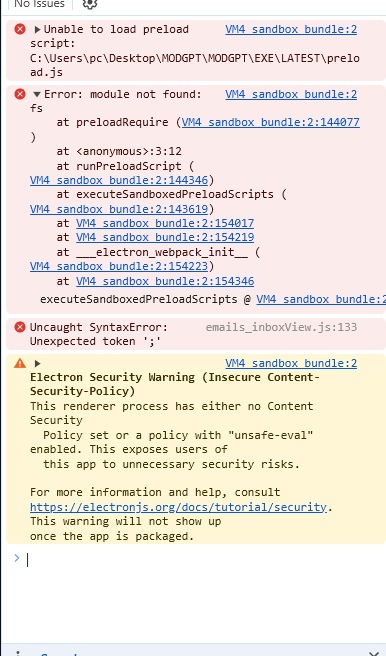 No Issues
Unable to load preload VM4 sandbox bundle:2
script:
C:\Users\pc\Desktop\MODGPT\MODGPT\EXE\LATEST\prelo
ad.js
Error: module not found: VM4 sandbox bundle:2
fs
at preloadRequire (VM4 sandbox bundle:2:144077
)
at <anonymous>:3:12
at runPreloadScript (
VM4 sandbox bundle:2:144346)
at executeSandboxedPreloadScripts (
VM4 sandbox bundle:2:143619)
at VM4 sandbox bundle:2:154017
at VM4 sandbox bundle:2:154219
at ___electron_webpack_init__ (
VM4 sandbox bundle:2:154223)
at VM4 sandbox bundle:2:154346
executeSandboxedPreloadScripts @ VM4 sandbox bundle:2
Uncaught SyntaxError: emails_inboxView.js:133
Unexpected token ';'
VM4 sandbox bundle:2
Electron Security Warning (Insecure Content-
Security-Policy)
This renderer process has either no Content
Security
Policy set or a policy with "unsafe-eval"
enabled. This exposes users of
this app to unnecessary security risks.
For more information and help, consult
https://electronjs.org/docs/tutorial/security.
This warning will not show up
once the app is packaged.